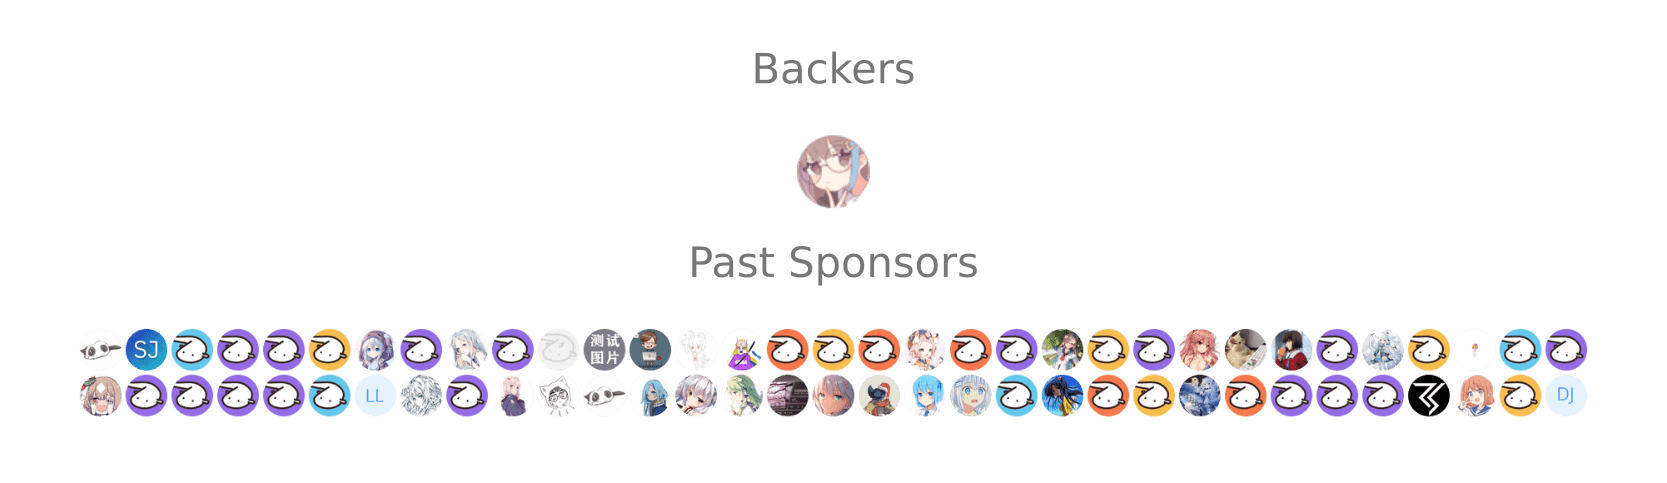 Backers
Past Sponsors
SJ
测试
图片
LL
DJ